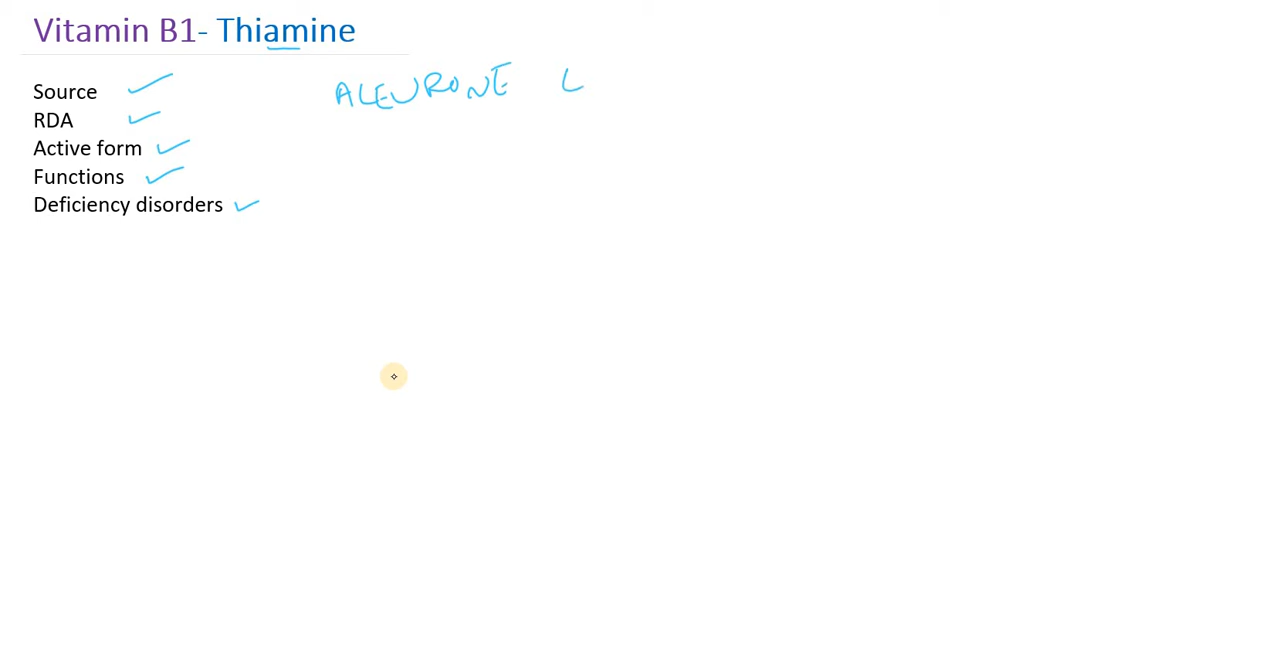 Vitamin B1- Thiamine
Source
ALEURONE L
RDA
Active form
Functions
Deficiency disorders